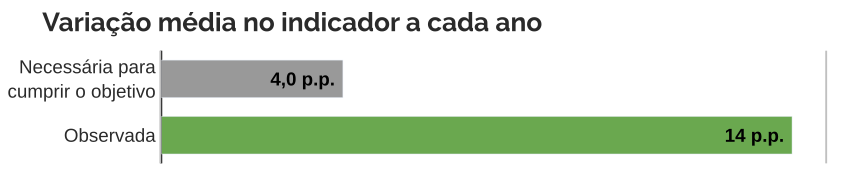 Variação média no indicador a cada ano
Necessária para
cumprir o objetivo
4,0 p.p.
Observada
14 p.p.